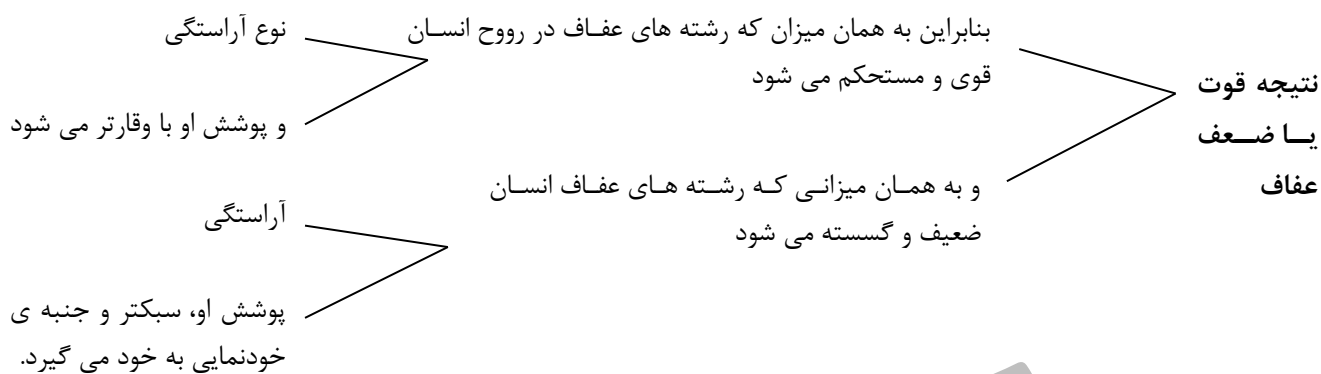 نتیجه قوت
یا ضعف
عفاف
بنابراین به همان میزان که رشته های عفاف در رووح انسان
قوی و مستحکم می شود
نوع آراستگی
و پوشش او با وقارتر می شود
و به همان میزانی که رشته های عفاف انسان
ضعیف و گسسته می شود
آراستگی
پوشش او، سبکتر و جنبه ی
خودنمایی به خود می گیرد.